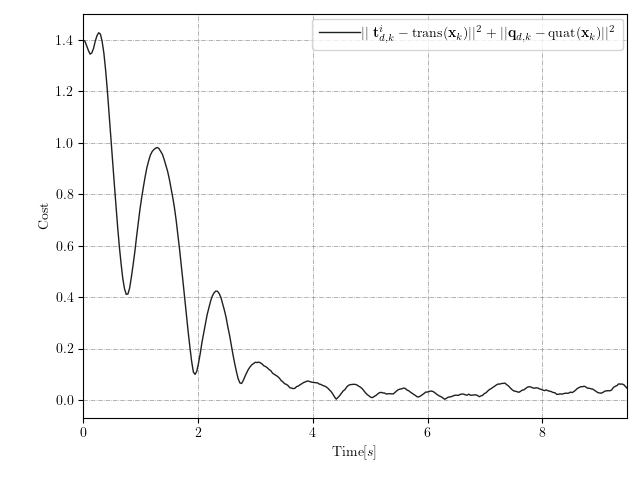 || t^i_{d,k} − trans(x_k)||² + ||q_{d,k} − quat(x_k)||²
1.4
1.2
1.0
0.8
0.6
0.4
0.2
0.0
Cost
0 2 4 6 8
Time[s]